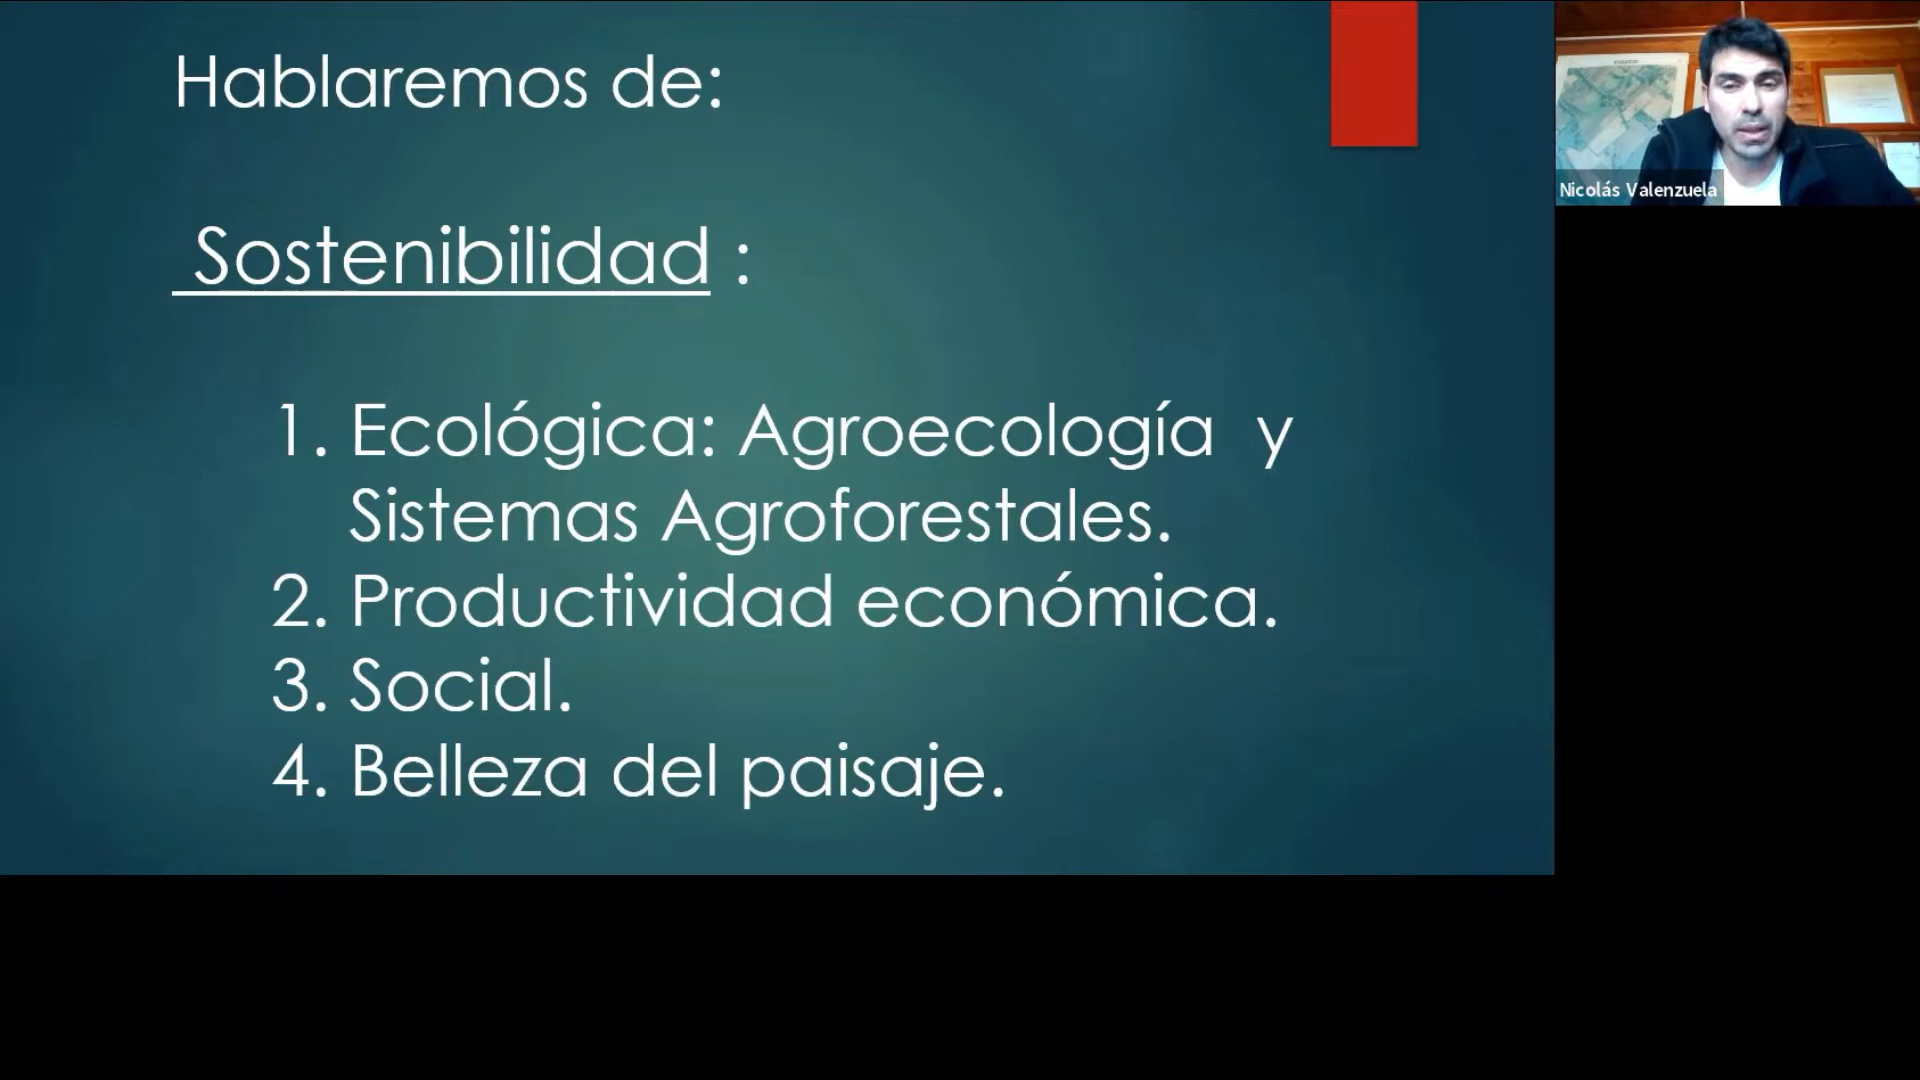 Hablaremos de:
Sostenibilidad :
1. Ecológica: Agroecología y
Sistemas Agroforestales.
2. Productividad económica.
3. Social.
4. Belleza del paisaje.
Nicolás Valenzuela